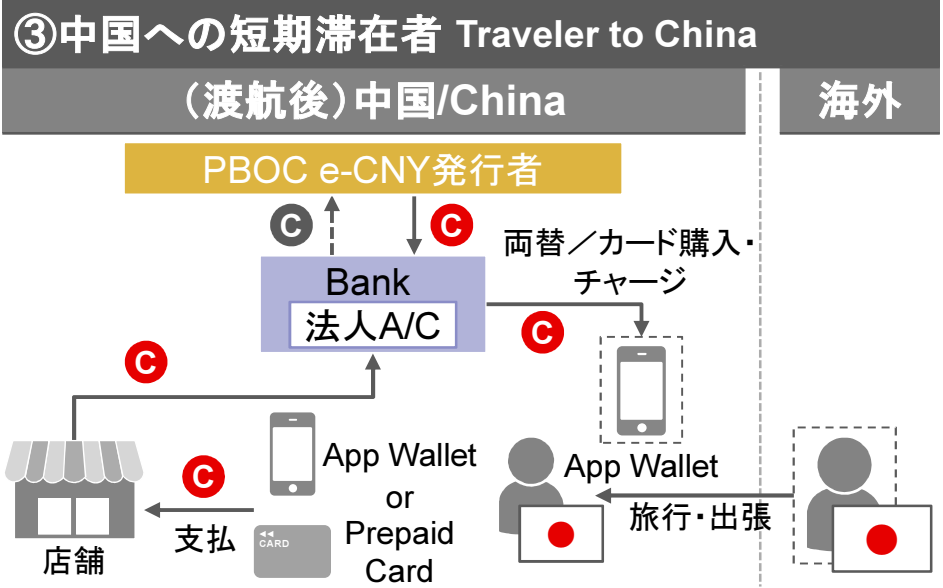 ③中国への短期滞在者 Traveler to China
（渡航後）中国/China
海外
PBOC e-CNY発行者
C
C
両替／カード購入・
チャージ
Bank
法人A/C
C
C
App Wallet
or
Prepaid
Card
App Wallet
C
支払
旅行・出張
CARD
店舗